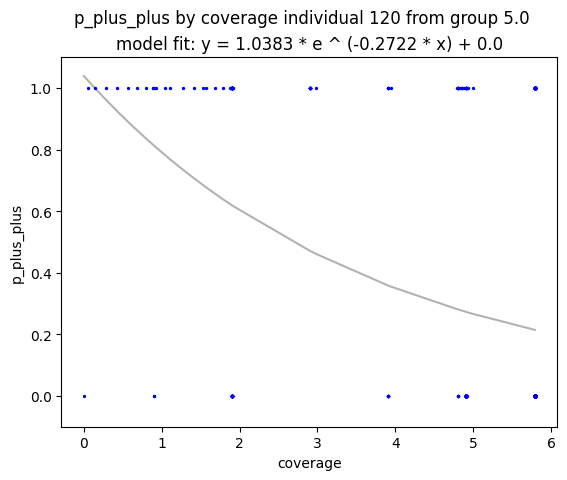 p_plus_plus by coverage individual 120 from group 5.0
model fit: y = 1.0383 * e ^ (-0.2722 * x) + 0.0
1.0
0.8
0.6
0.4
0.2
0.0
p_plus_plus
0 1 2 3 4 5 6
coverage